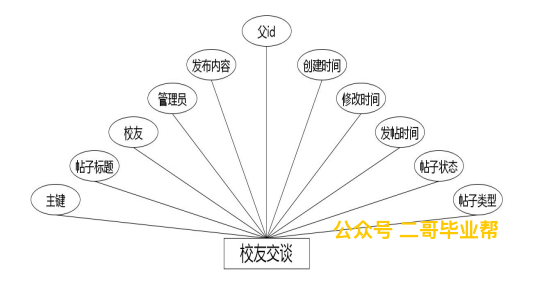 父id
发布内容
创建时间
管理员
修改时间
校友
发帖时间
帖子标题
帖子状态
主键
帖子类型
公众号 二哥毕业帮
校友交谈